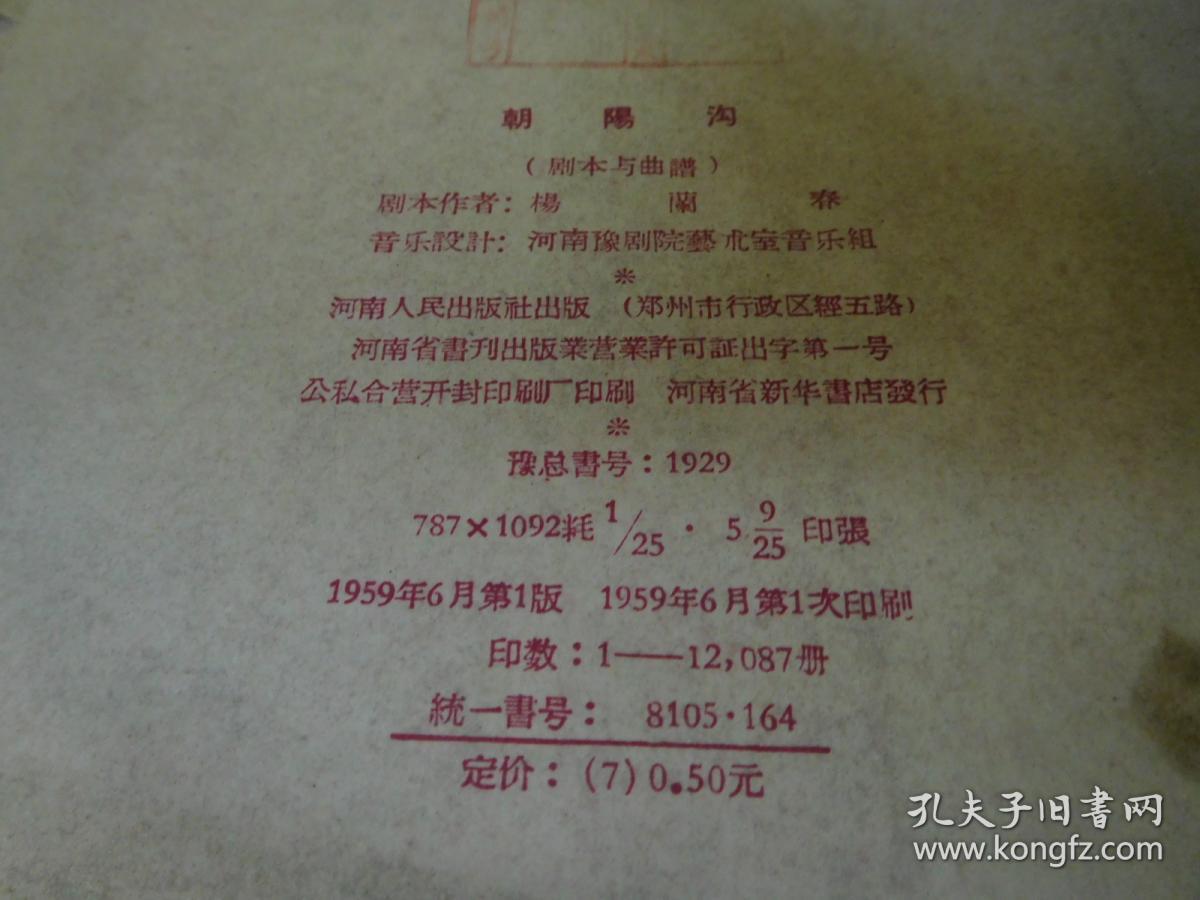 朝陽沟
（剧本与曲譜）
剧本作者：楊蘭春
音乐設計：河南豫剧院藝朮室音乐組
※
河南人民出版社出版 （郑州市行政区經五路）
河南省書刊出版業营業許可証出字第一号
公私合营开封印刷厂印刷 河南省新华書店發行
※
豫总書号：1929
787×1092粍 1/25 · 5 9/25 印張
1959年6月第1版 1959年6月第1次印刷
印数：1——12,087册
統一書号： 8105·164
定价：(7)0.50元
孔夫子旧書网
www.kongfz.com